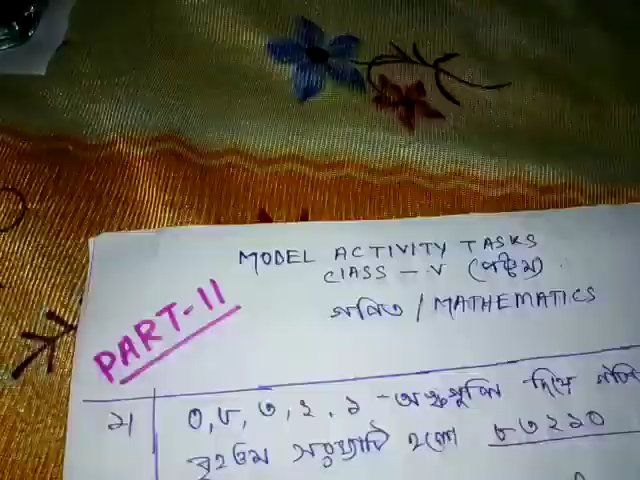 MODEL ACTIVITY TASKS
CLASS - V (পঞ্চম)
গণিত / MATHEMATICS
PART-II
১। ০, ৮, ৩, ২, ১ - অঙ্কগুলি দিয়ে গঠিত
বৃহত্তম সংখ্যাটি হলো ৮৩২১০